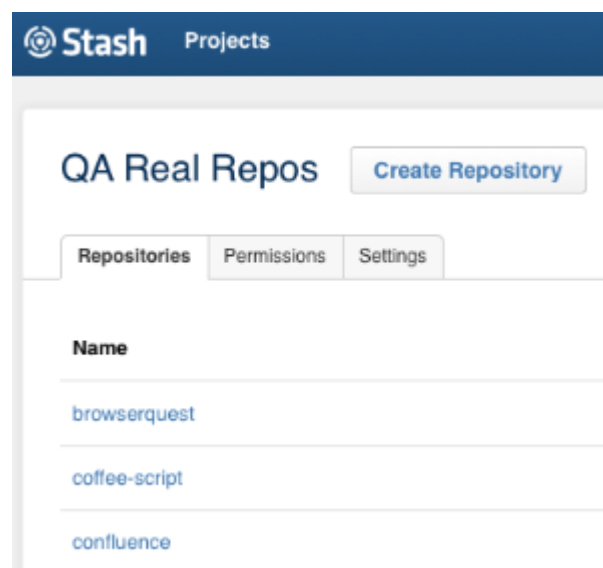 Stash Projects
QA Real Repos Create Repository
Repositories Permissions Settings
Name
browserquest
coffee-script
confluence